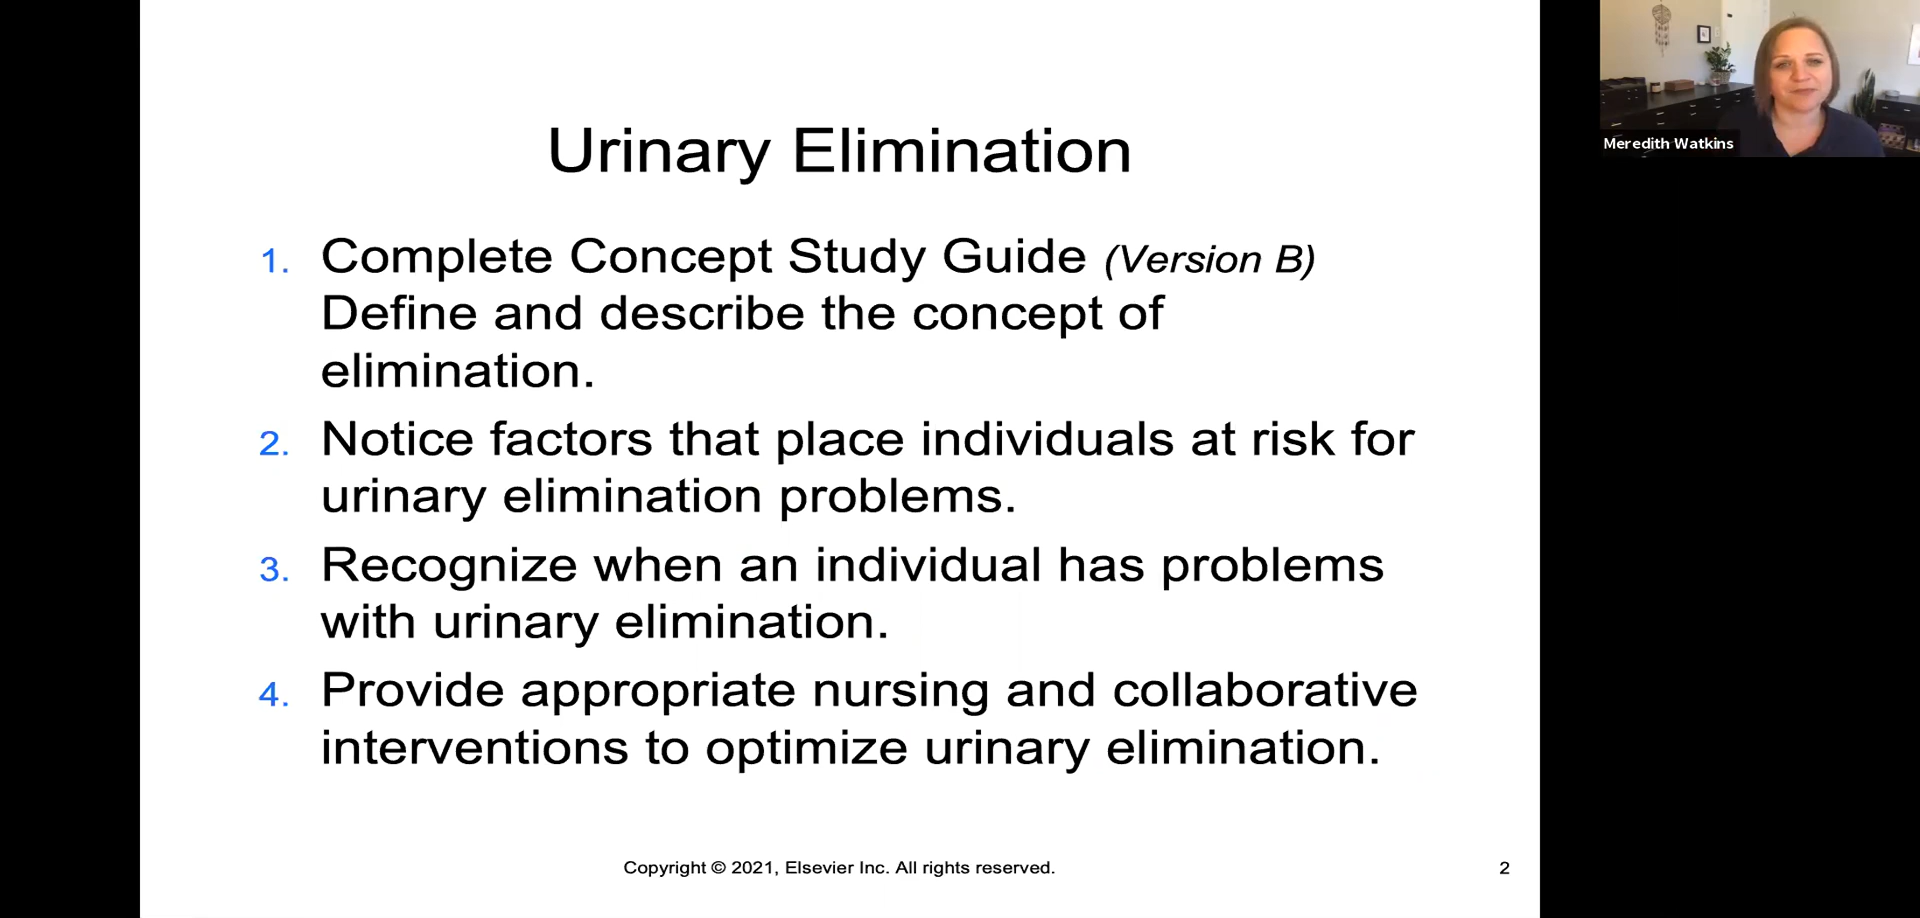 Urinary Elimination
1. Complete Concept Study Guide (Version B)
Define and describe the concept of
elimination.
2. Notice factors that place individuals at risk for
urinary elimination problems.
3. Recognize when an individual has problems
with urinary elimination.
4. Provide appropriate nursing and collaborative
interventions to optimize urinary elimination.
Copyright © 2021, Elsevier Inc. All rights reserved.
2
Meredith Watkins